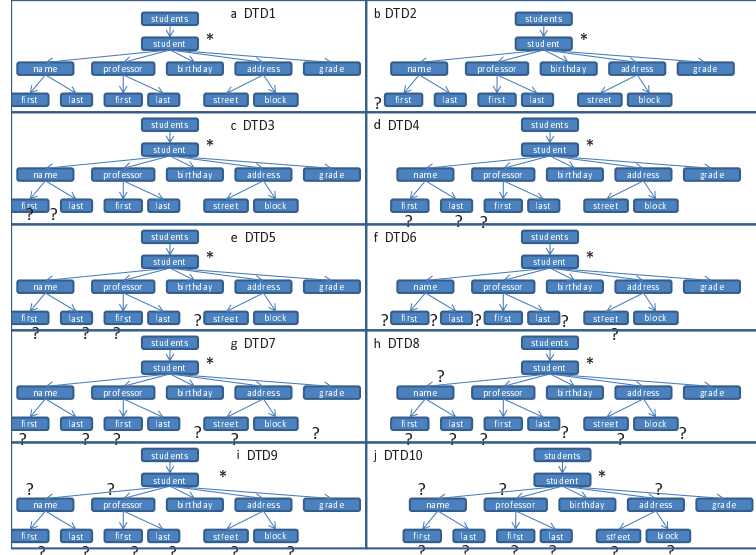 a DTD1
students
student *
name professor birthday address grade
first last first last street block
b DTD2
students
student *
name professor birthday address grade
? first last first last street block
c DTD3
students
student *
name professor birthday address grade
first last first last street block
? ?
d DTD4
students
student *
name professor birthday address grade
first last first last street block
? ? ?
e DTD5
students
student *
name professor birthday address grade
first last first last ? street block
? ? ?
f DTD6
students
student *
name professor birthday address grade
? first ? last ? first last ? street block
?
g DTD7
students
student *
name professor birthday address grade
first last first last ? street block ?
? ? ? ?
h DTD8
students
student *
?
name professor birthday address grade
first last first last ? street block ?
? ? ? ?
i DTD9
students
student *
? ?
name professor birthday address grade
first last first last street block
? ? ? ? ? ?
j DTD10
students
student *
? ? ?
name professor birthday address grade
first last first last street block
? ? ? ? ? ?